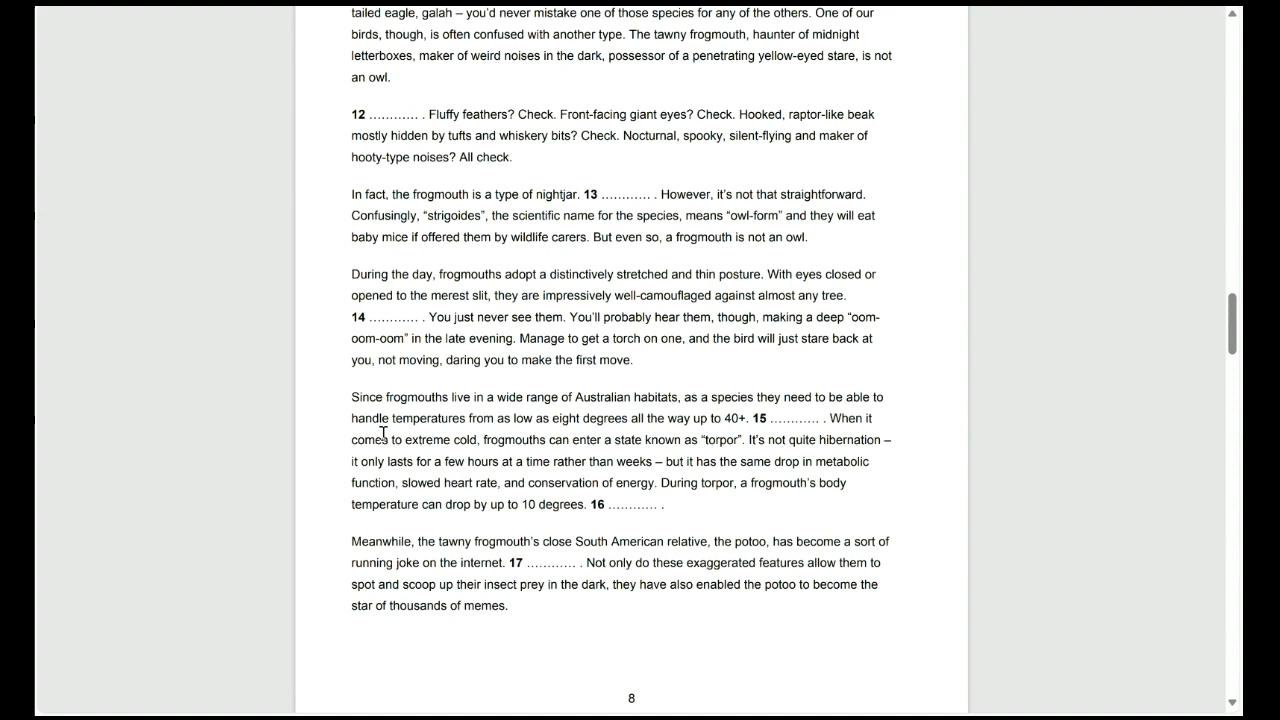 tailed eagle, galah – you’d never mistake one of those species for any of the others. One of our
birds, though, is often confused with another type. The tawny frogmouth, haunter of midnight
letterboxes, maker of weird noises in the dark, possessor of a penetrating yellow-eyed stare, is not
an owl.
12 ………… . Fluffy feathers? Check. Front-facing giant eyes? Check. Hooked, raptor-like beak
mostly hidden by tufts and whiskery bits? Check. Nocturnal, spooky, silent-flying and maker of
hooty-type noises? All check.
In fact, the frogmouth is a type of nightjar. 13 ………… . However, it’s not that straightforward.
Confusingly, “strigoides”, the scientific name for the species, means “owl-form” and they will eat
baby mice if offered them by wildlife carers. But even so, a frogmouth is not an owl.
During the day, frogmouths adopt a distinctively stretched and thin posture. With eyes closed or
opened to the merest slit, they are impressively well-camouflaged against almost any tree.
14 ………… . You just never see them. You’ll probably hear them, though, making a deep “oom-
oom-oom” in the late evening. Manage to get a torch on one, and the bird will just stare back at
you, not moving, daring you to make the first move.
Since frogmouths live in a wide range of Australian habitats, as a species they need to be able to
handle temperatures from as low as eight degrees all the way up to 40+. 15 ………… . When it
comes to extreme cold, frogmouths can enter a state known as “torpor”. It’s not quite hibernation –
it only lasts for a few hours at a time rather than weeks – but it has the same drop in metabolic
function, slowed heart rate, and conservation of energy. During torpor, a frogmouth’s body
temperature can drop by up to 10 degrees. 16 ………… .
Meanwhile, the tawny frogmouth’s close South American relative, the potoo, has become a sort of
running joke on the internet. 17 ………… . Not only do these exaggerated features allow them to
spot and scoop up their insect prey in the dark, they have also enabled the potoo to become the
star of thousands of memes.
8